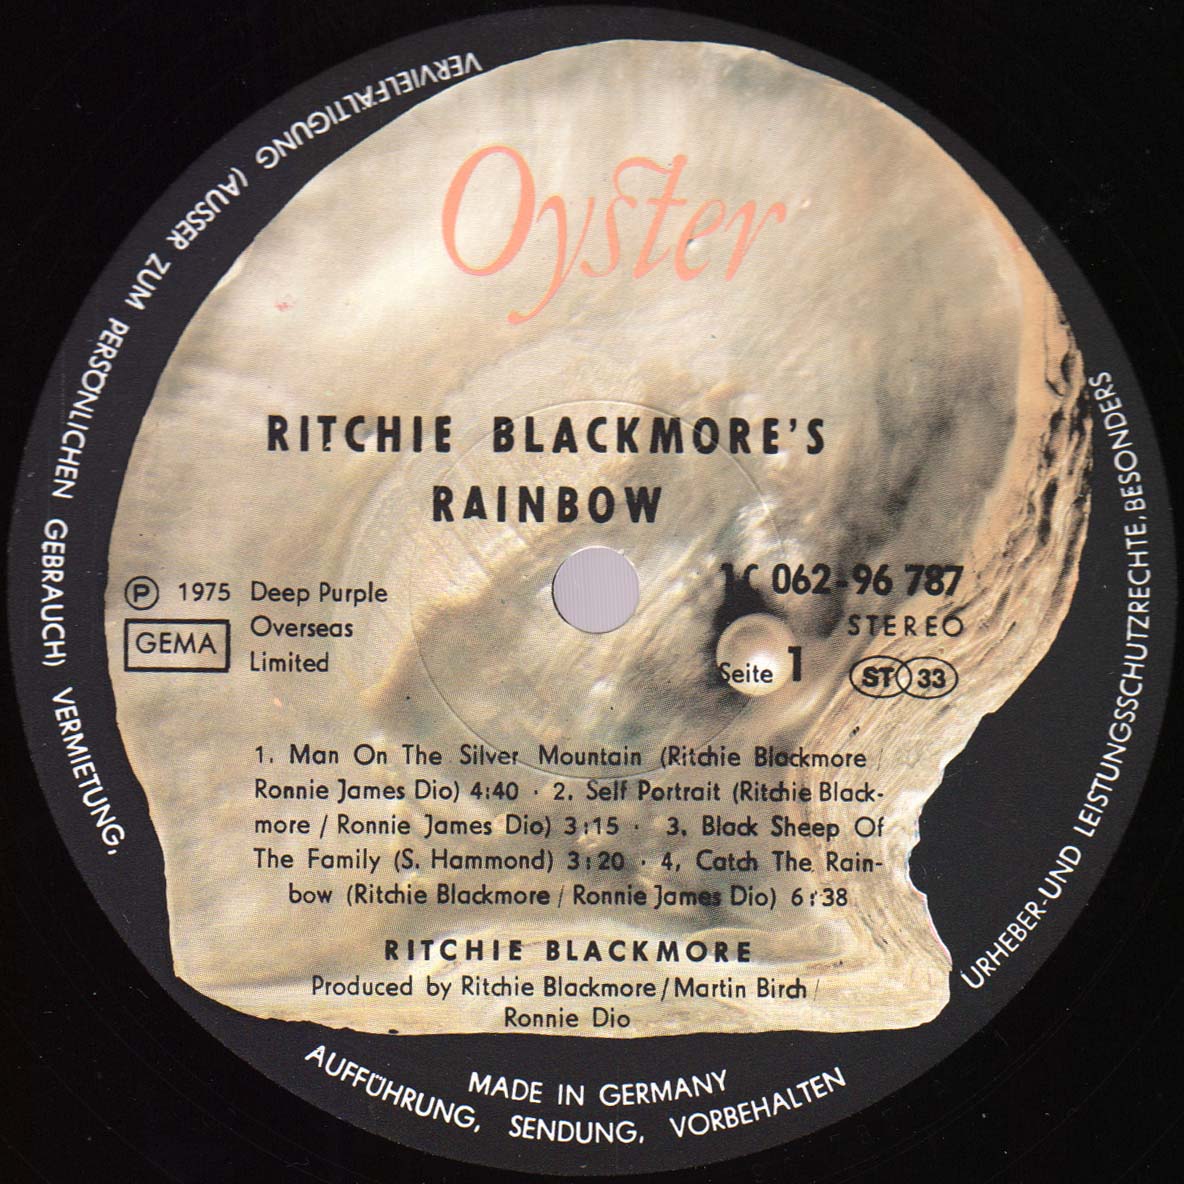 Oyster
RITCHIE BLACKMORE'S
RAINBOW
Ⓟ 1975 Deep Purple
Overseas
Limited
GEMA
1C 062-96 787
STEREO
Seite 1
ST 33
1. Man On The Silver Mountain (Ritchie Blackmore /
Ronnie James Dio) 4:40 · 2. Self Portrait (Ritchie Black-
more / Ronnie James Dio) 3:15 · 3. Black Sheep Of
The Family (S. Hammond) 3:20 · 4. Catch The Rain-
bow (Ritchie Blackmore / Ronnie James Dio) 6:38
RITCHIE BLACKMORE
Produced by Ritchie Blackmore / Martin Birch /
Ronnie Dio
MADE IN GERMANY
URHEBER-UND LEISTUNGSSCHUTZRECHTE, BESONDERS
VERVIELFÄLTIGUNG (AUSSER ZUM PERSÖNLICHEN GEBRAUCH) VERMIETUNG,
AUFFÜHRUNG, SENDUNG, VORBEHALTEN